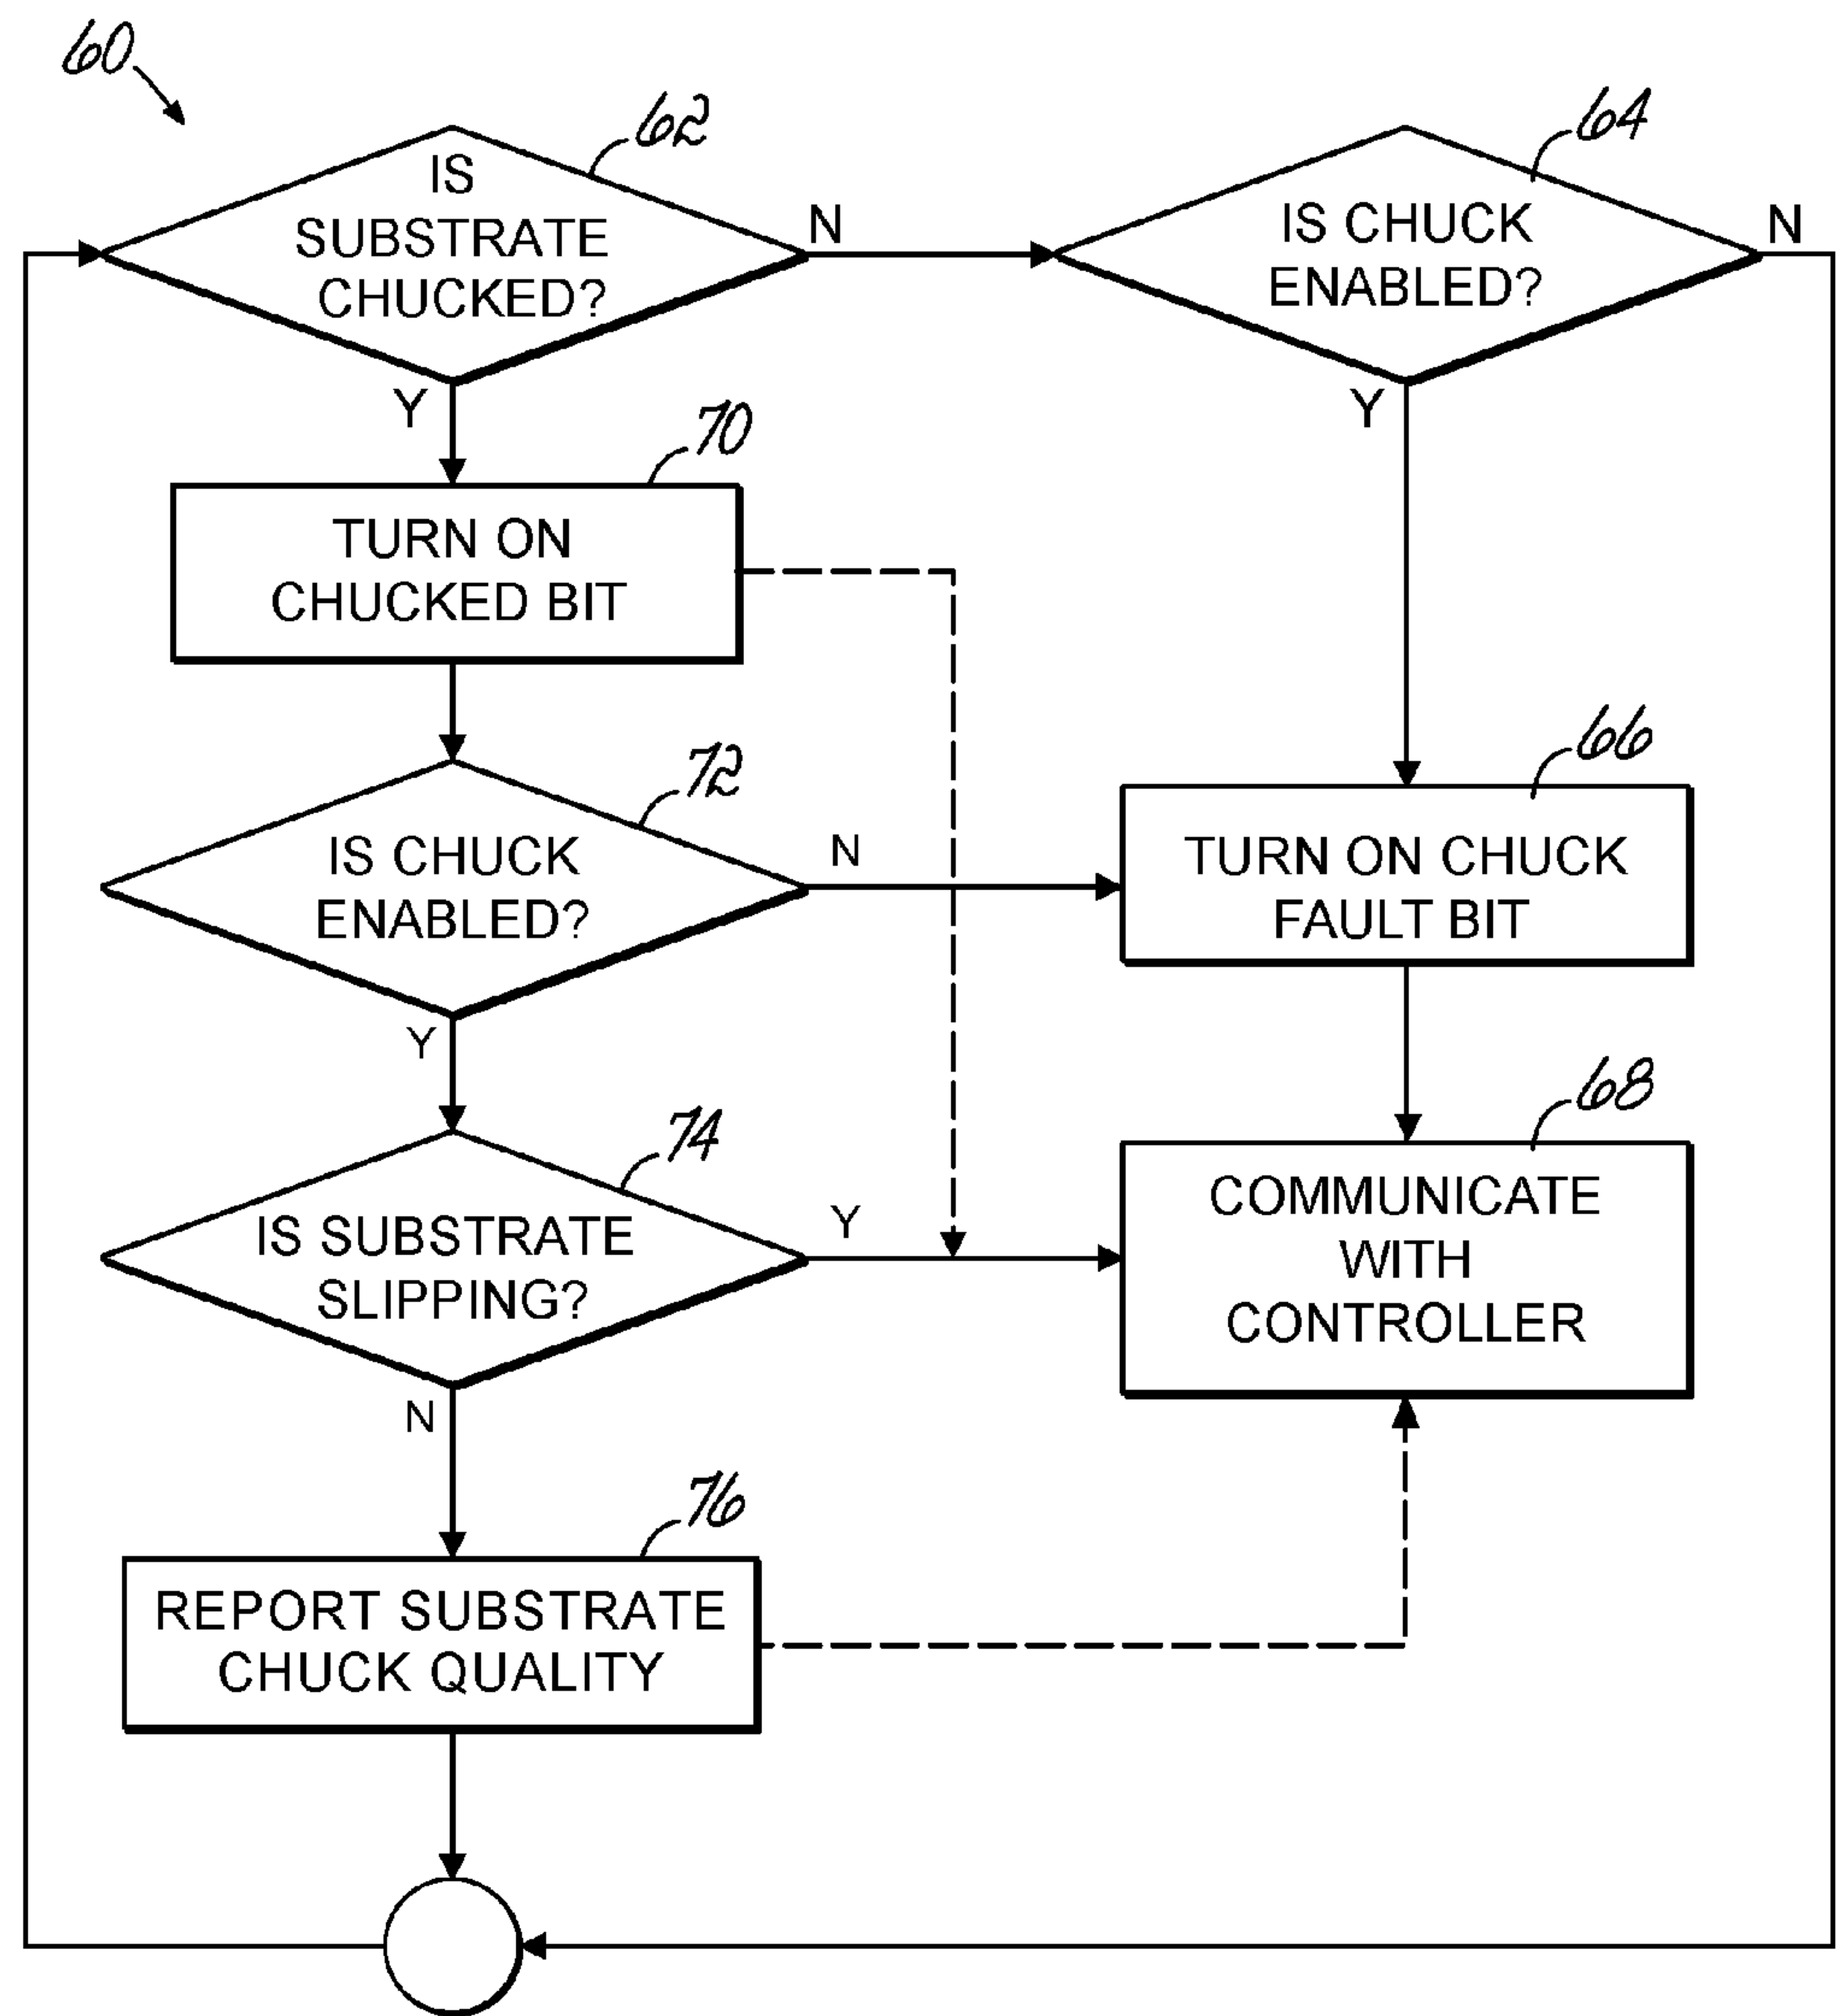 60
62
IS
SUBSTRATE
CHUCKED?
N
Y
64
IS CHUCK
ENABLED?
N
Y
70
TURN ON
CHUCKED BIT
72
IS CHUCK
ENABLED?
N
Y
66
TURN ON CHUCK
FAULT BIT
74
IS SUBSTRATE
SLIPPING?
Y
N
68
COMMUNICATE
WITH
CONTROLLER
76
REPORT SUBSTRATE
CHUCK QUALITY